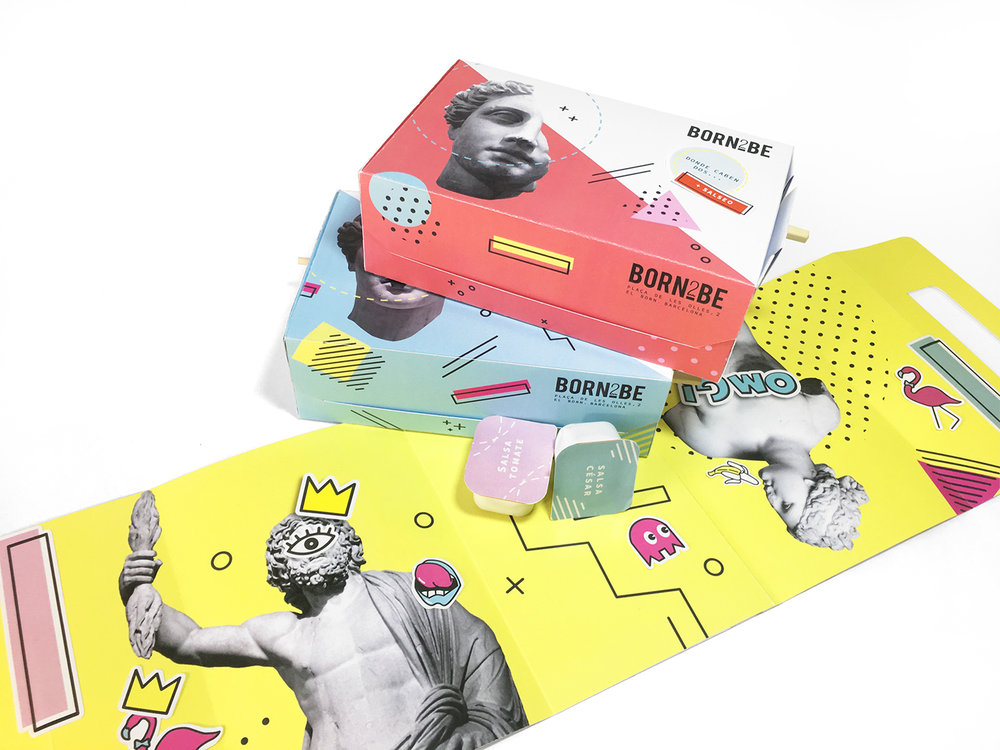 BORN2BE
DONDE CABEN
DOS...
+ SALSEO
BORN2BE
PLAÇA DE LES OLLES, 2
EL BORN, BARCELONA
BORN2BE
PLAÇA DE LES OLLES, 2
EL BORN, BARCELONA
SALSA
TOMATE
SALSA
CÉSAR
OMG!